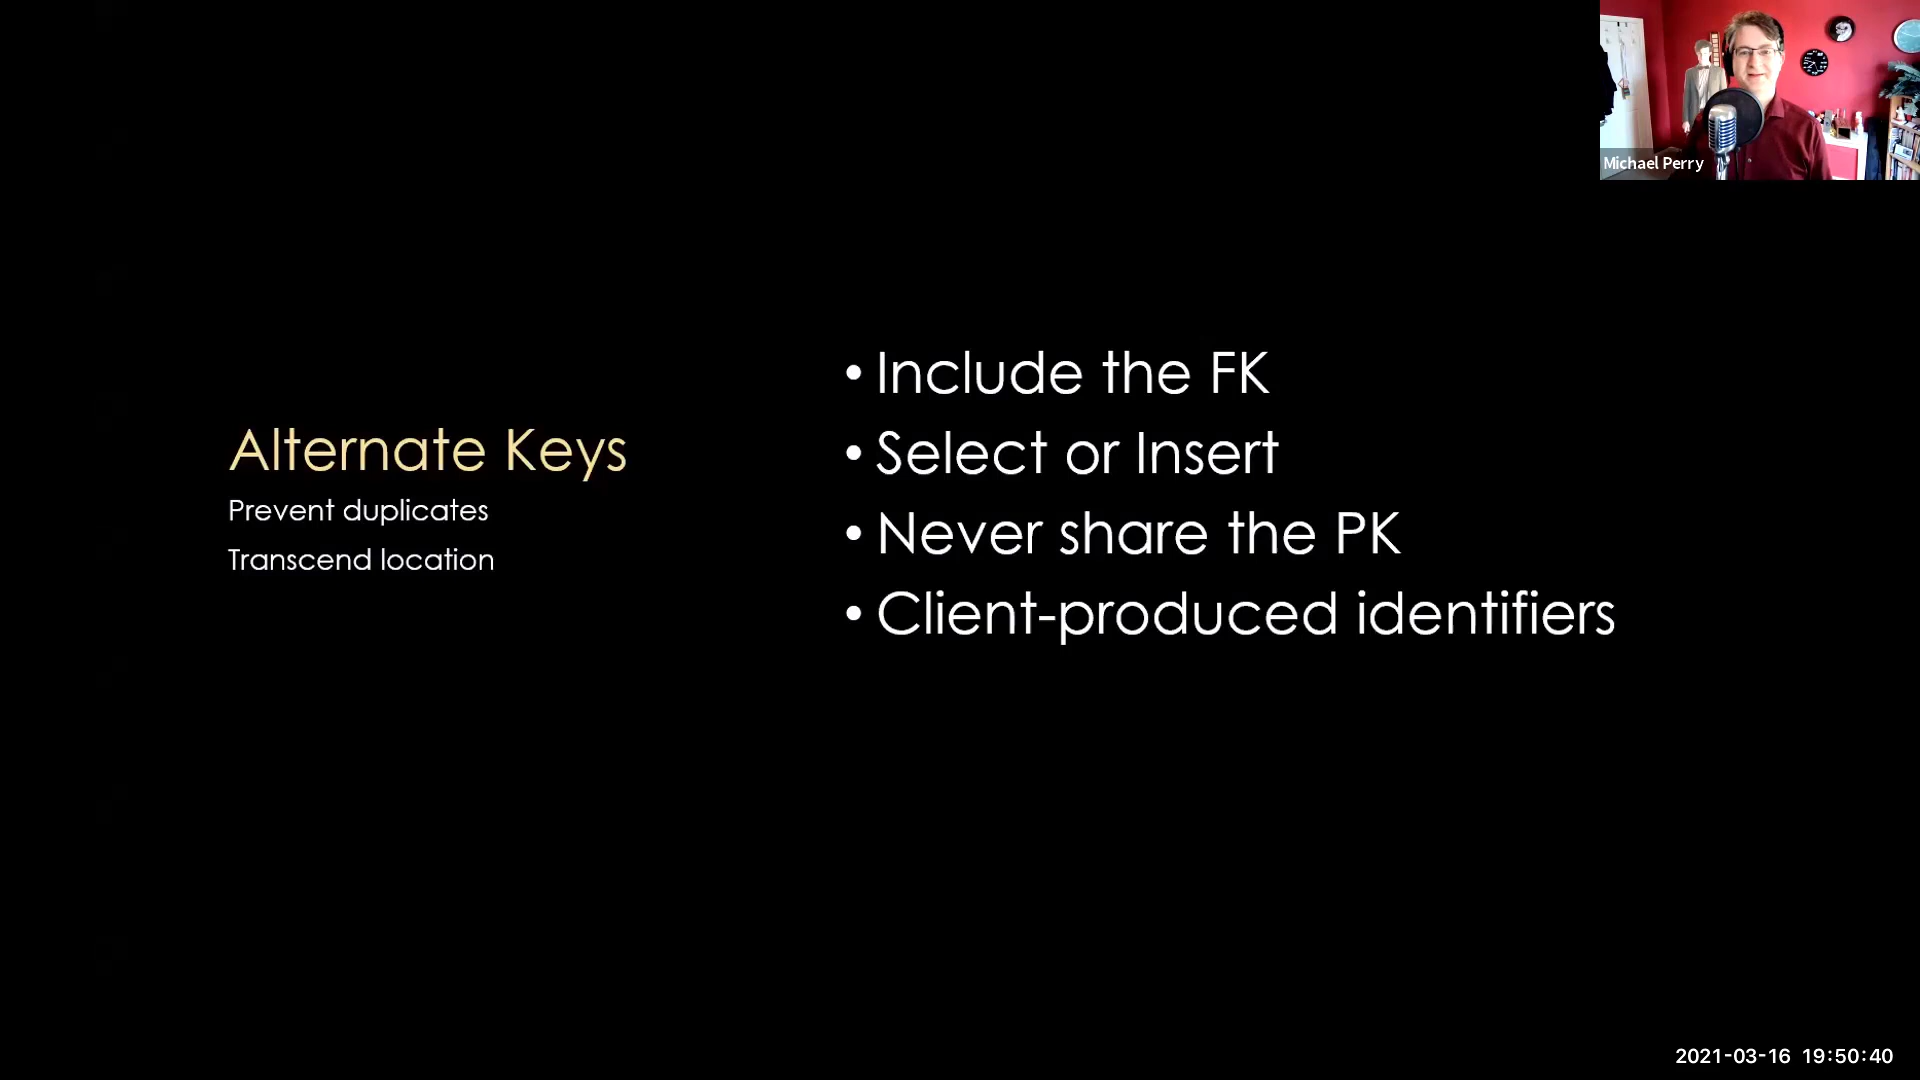 Michael Perry
Alternate Keys
Prevent duplicates
Transcend location
• Include the FK
• Select or Insert
• Never share the PK
• Client-produced identifiers
2021-03-16 19:50:40